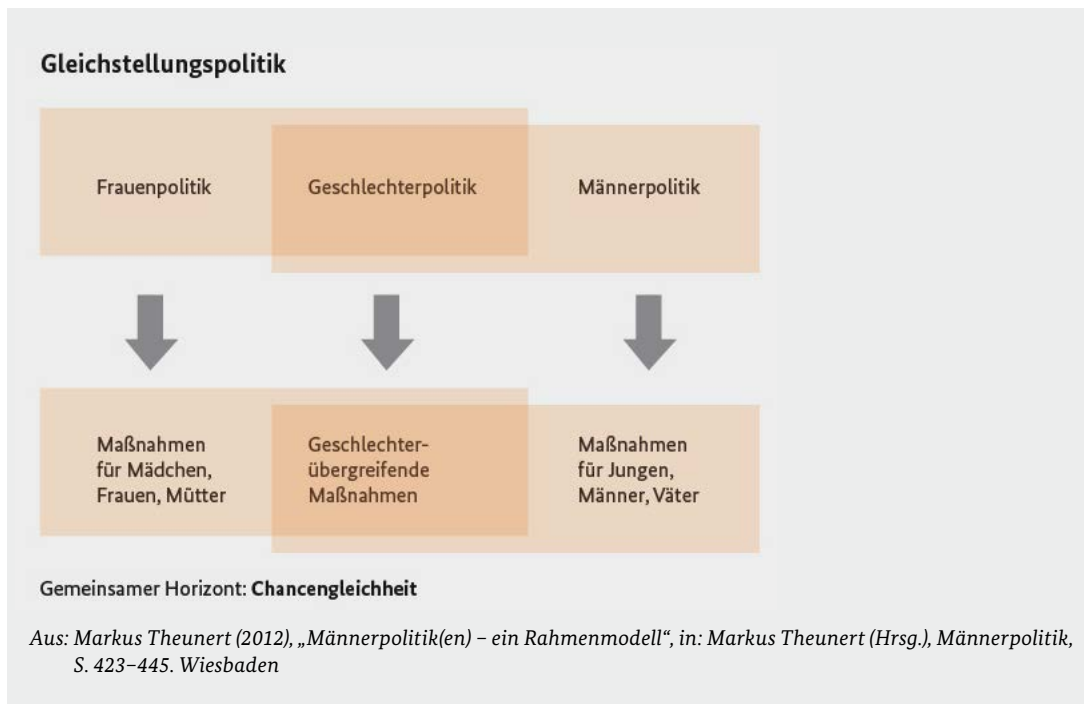 Gleichstellungspolitik
Frauenpolitik
Geschlechterpolitik
Männerpolitik
Maßnahmen
für Mädchen,
Frauen, Mütter
Geschlechter-
übergreifende
Maßnahmen
Maßnahmen
für Jungen,
Männer, Väter
Gemeinsamer Horizont: Chancengleichheit
Aus: Markus Theunert (2012), „Männerpolitik(en) – ein Rahmenmodell“, in: Markus Theunert (Hrsg.), Männerpolitik,
S. 423–445. Wiesbaden